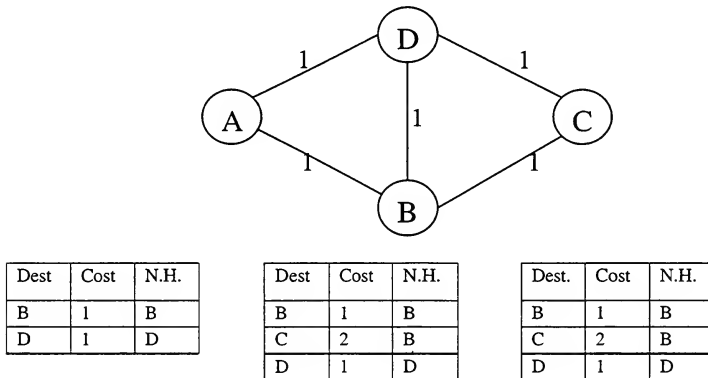 D
1 1
A 1 C
1 1
B
Dest Cost N.H.
B 1 B
D 1 D
Dest Cost N.H.
B 1 B
C 2 B
D 1 D
Dest. Cost N.H.
B 1 B
C 2 B
D 1 D